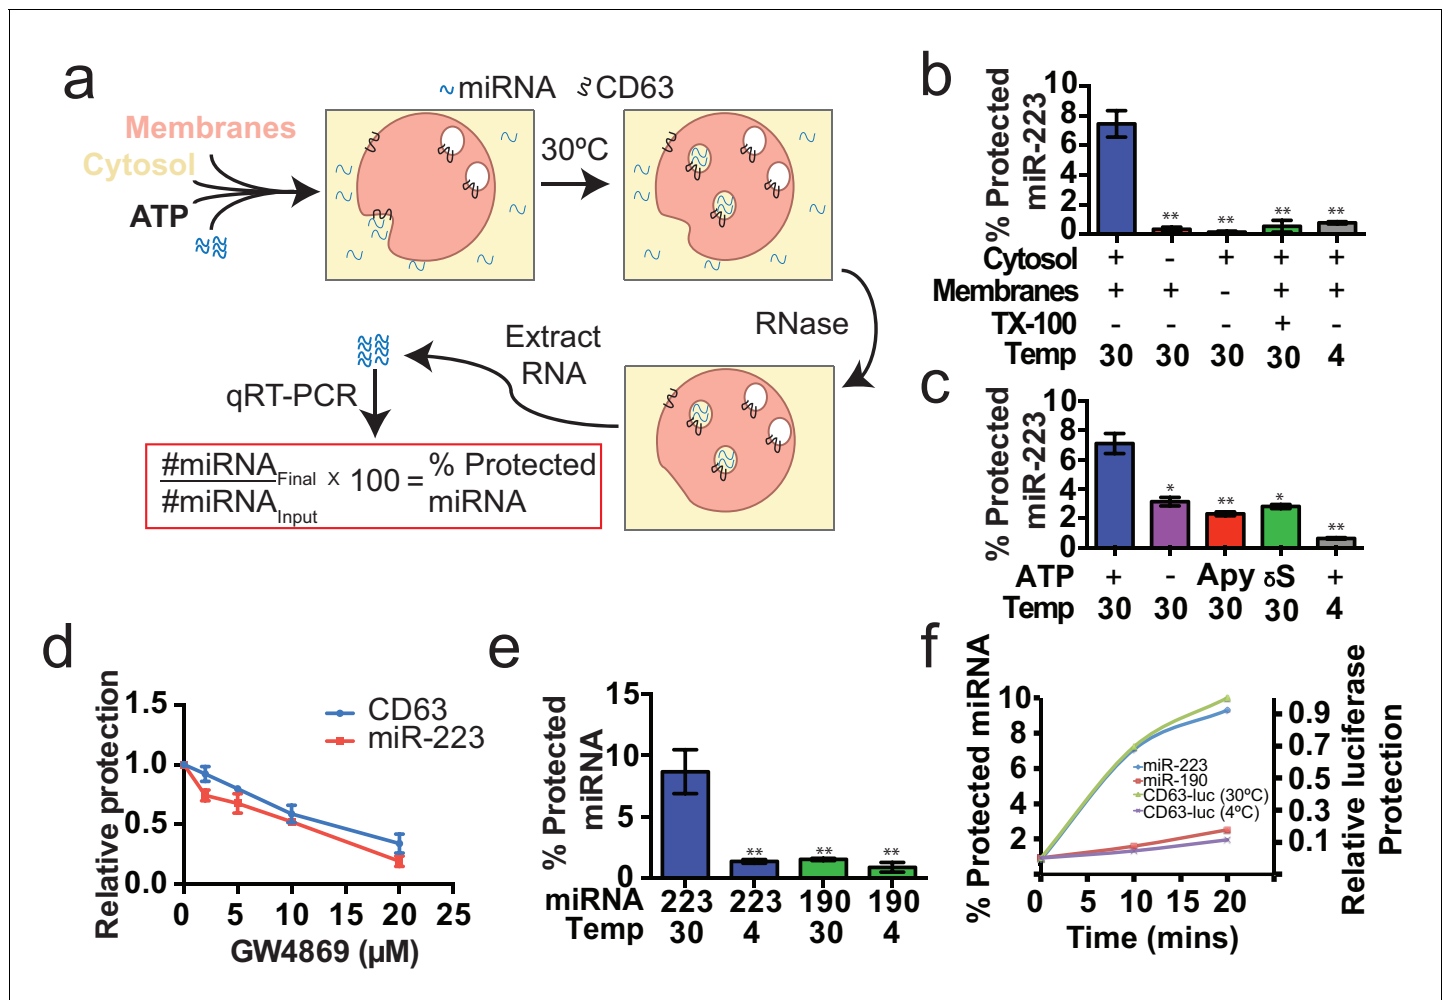 a
miRNA CD63
Membranes
Cytosol
ATP
30ºC
RNase
Extract
RNA
qRT-PCR
#miRNA Final X 100 = % Protected
#miRNA Input miRNA
b
% Protected
miR-223
10
8
6
4
2
0
Cytosol + - + + +
Membranes + + - + +
TX-100 - - - + -
Temp 30 30 30 30 4
** ** ** **
c
% Protected
miR-223
10
8
6
4
2
0
* ** * **
ATP + - Apy δS +
Temp 30 30 30 30 4
d
Relative protection
1.5
1.0
0.5
0.0
CD63
miR-223
0 5 10 15 20 25
GW4869 (µM)
e
% Protected
miRNA
15
10
5
0
** ** **
miRNA 223 223 190 190
Temp 30 4 30 4
f
% Protected miRNA
10
8
6
4
2
miR-223
miR-190
CD63-luc (30ºC)
CD63-luc (4ºC)
0.9
0.7
0.5
0.3
0.1
Relative luciferase
Protection
0 10 20
Time (mins)